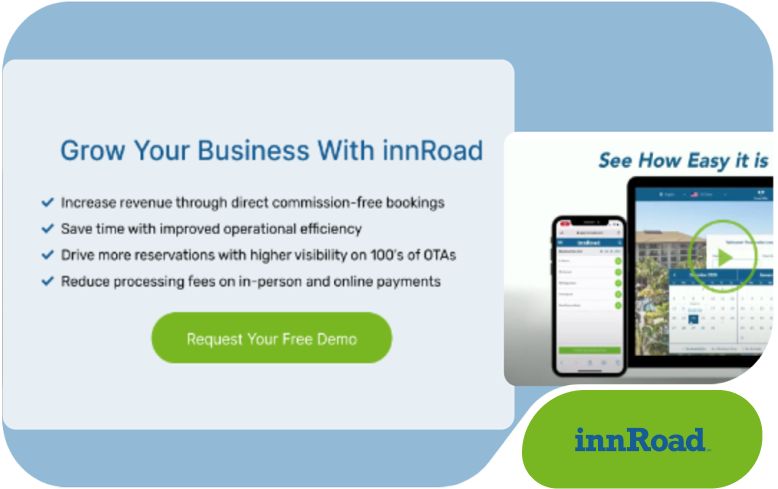 Grow Your Business With innRoad
Increase revenue through direct commission-free bookings
Save time with improved operational efficiency
Drive more reservations with higher visibility on 100's of OTAs
Reduce processing fees on in-person and online payments
Request Your Free Demo
See How Easy it is
innRoad
innRoad